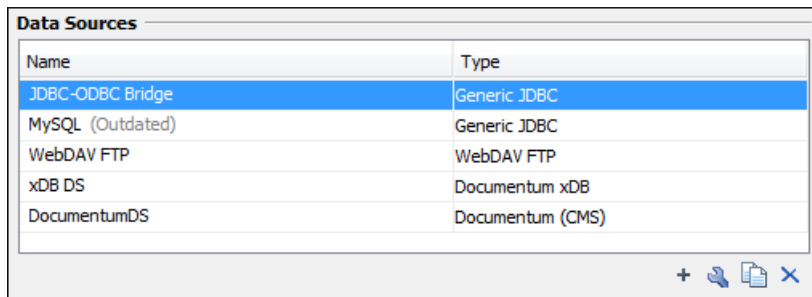 Data Sources
Name Type
JDBC-ODBC Bridge Generic JDBC
MySQL (Outdated) Generic JDBC
WebDAV FTP WebDAV FTP
xDB DS Documentum xDB
DocumentumDS Documentum (CMS)